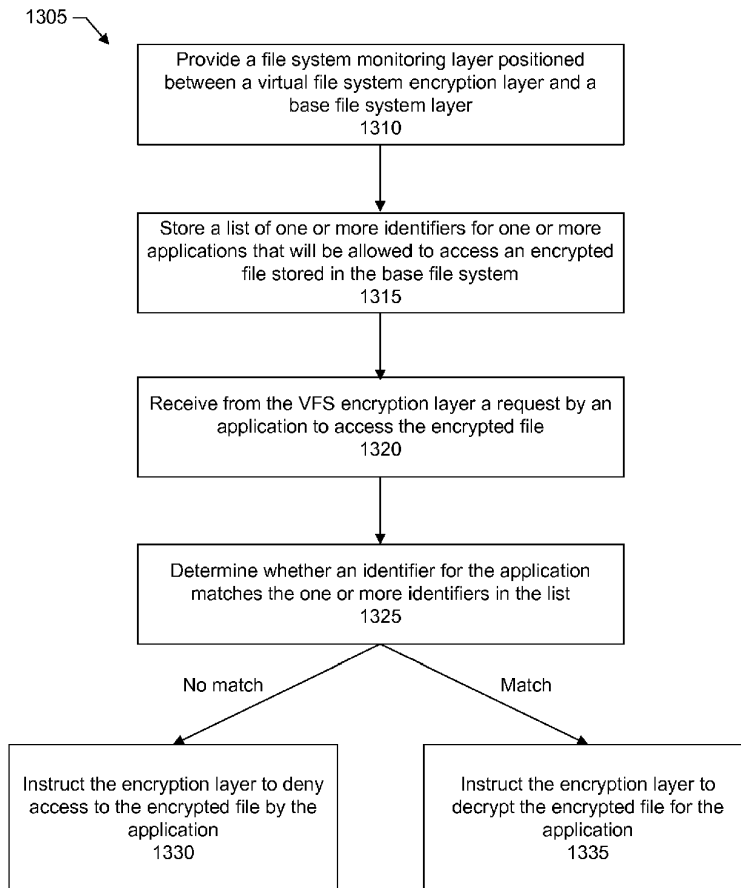 1305
Provide a file system monitoring layer positioned
between a virtual file system encryption layer and a
base file system layer
1310
Store a list of one or more identifiers for one or more
applications that will be allowed to access an encrypted
file stored in the base file system
1315
Receive from the VFS encryption layer a request by an
application to access the encrypted file
1320
Determine whether an identifier for the application
matches the one or more identifiers in the list
1325
No match
Match
Instruct the encryption layer to deny
access to the encrypted file by the
application
1330
Instruct the encryption layer to
decrypt the encrypted file for the
application
1335